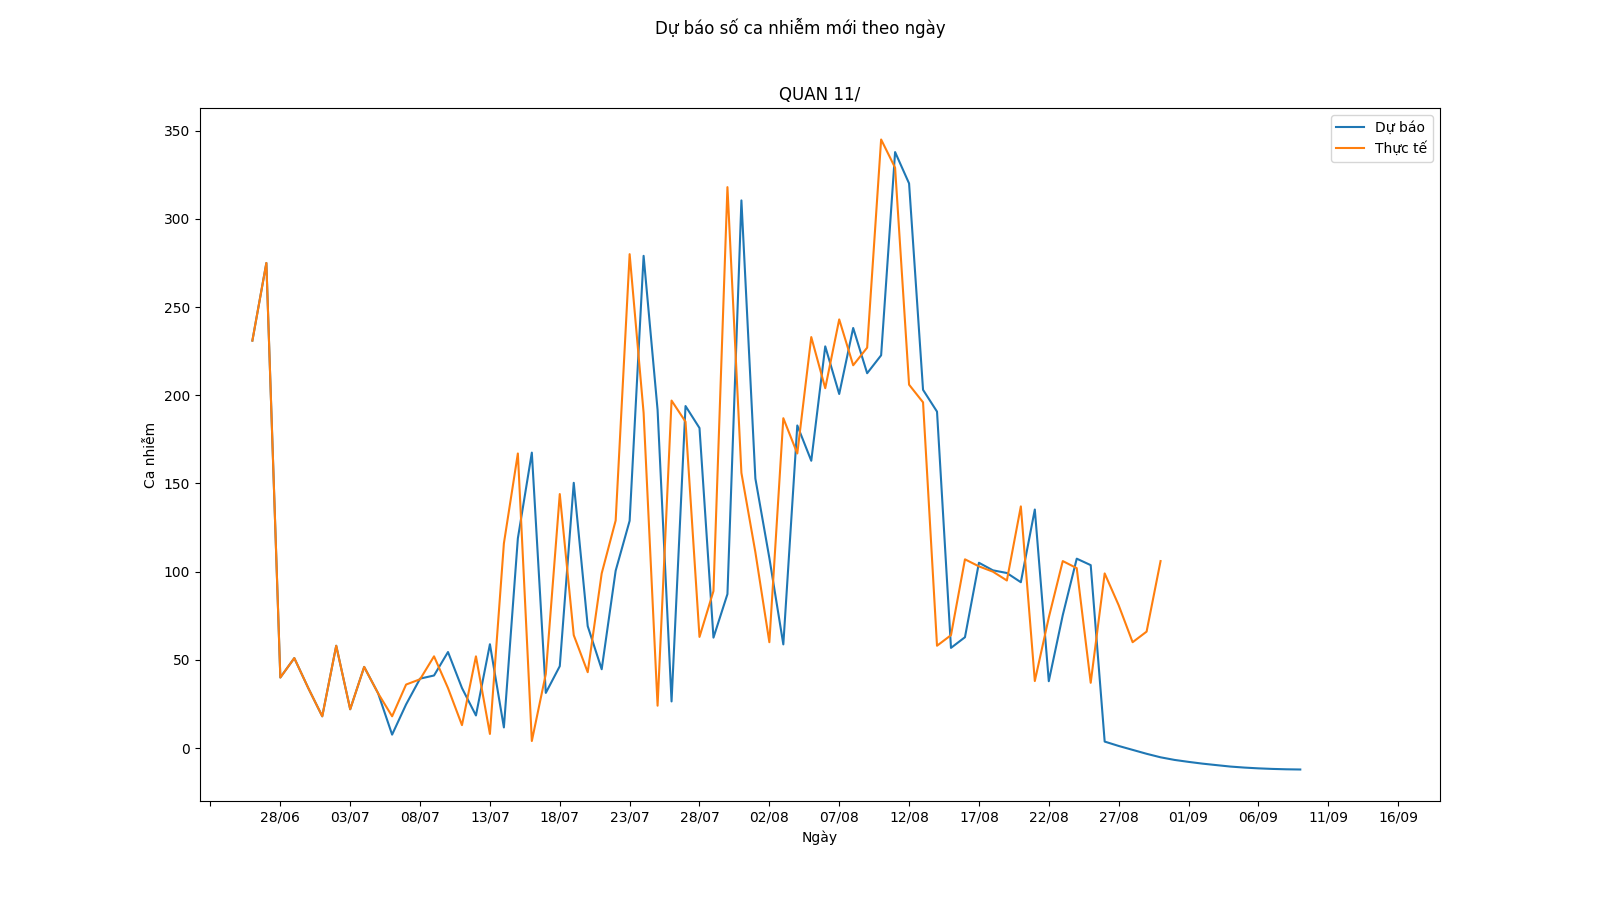 Dự báo số ca nhiễm mới theo ngày
QUAN 11/
Dự báo
Thực tế
350
300
250
200
150
100
50
0
Ca nhiễm
28/06 03/07 08/07 13/07 18/07 23/07 28/07 02/08 07/08 12/08 17/08 22/08 27/08 01/09 06/09 11/09 16/09
Ngày